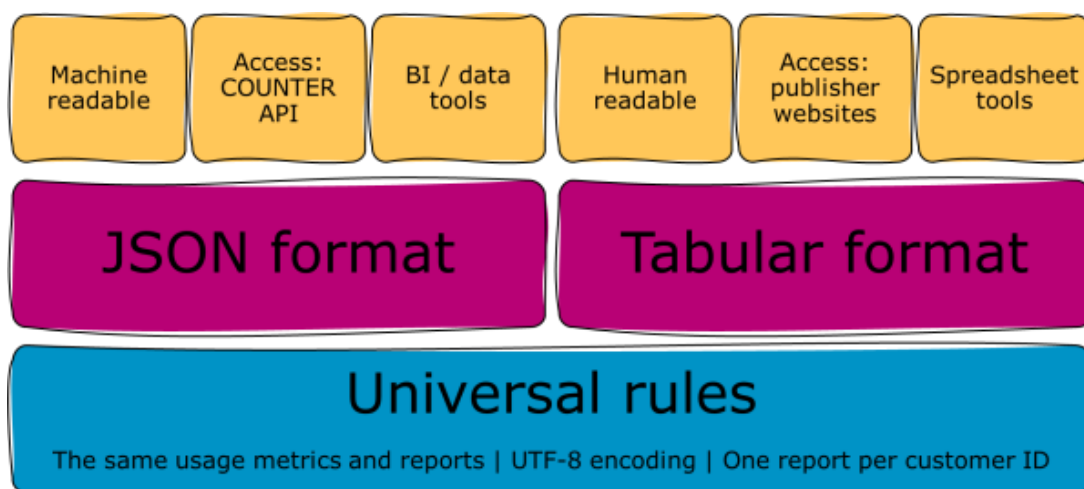 Machine
readable
Access:
COUNTER
API
BI / data
tools
Human
readable
Access:
publisher
websites
Spreadsheet
tools
JSON format
Tabular format
Universal rules
The same usage metrics and reports | UTF-8 encoding | One report per customer ID